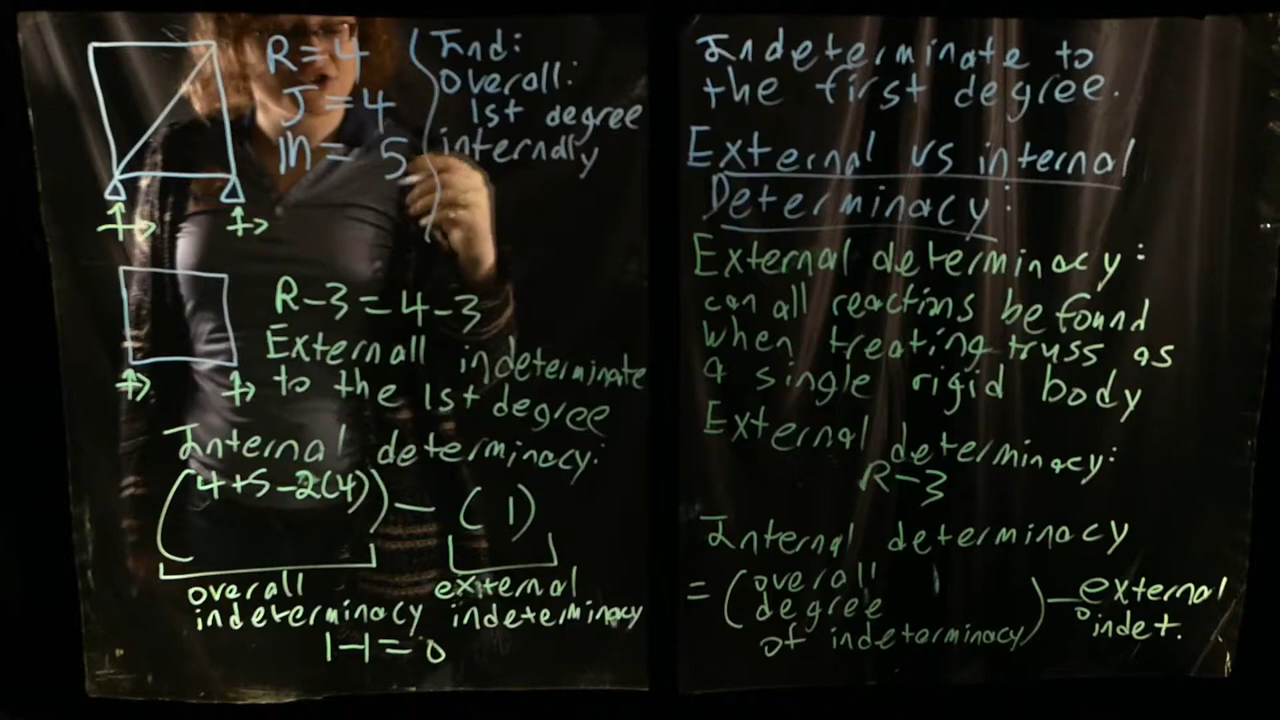 R=4
J=4
m=5
Ind:
overall:
1st degree
internally
R-3=4-3
Externall indeterminate
to the 1st degree
Internal determinacy:
(4+5-2(4)) - (1)
overall indeterminacy
external indeterminacy
1-1=0
Indeterminate to
the first degree.
External vs internal
Determinacy:
External determinacy:
can all reactions be found
when treating truss as
a single rigid body
External determinacy:
R-3
Internal determinacy
= (overall degree of indeterminacy) - external indet.